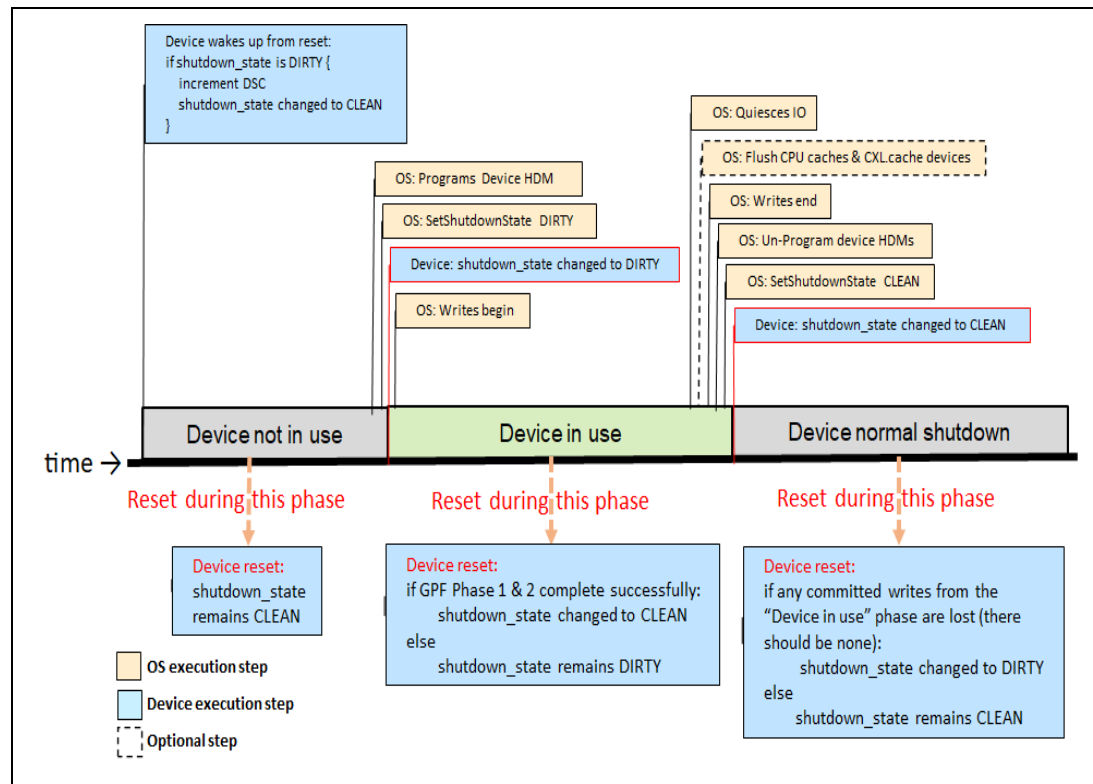 Device wakes up from reset:
if shutdown_state is DIRTY {
increment DSC
shutdown_state changed to CLEAN
}
OS: Programs Device HDM
OS: SetShutdownState DIRTY
Device: shutdown_state changed to DIRTY
OS: Writes begin
OS: Quiesces IO
OS: Flush CPU caches & CXL.cache devices
OS: Writes end
OS: Un-Program device HDMs
OS: SetShutdownState CLEAN
Device: shutdown_state changed to CLEAN
Device not in use
Device in use
Device normal shutdown
time →
Reset during this phase
Reset during this phase
Reset during this phase
Device reset:
shutdown_state
remains CLEAN
Device reset:
if GPF Phase 1 & 2 complete successfully:
shutdown_state changed to CLEAN
else
shutdown_state remains DIRTY
Device reset:
if any committed writes from the
“Device in use” phase are lost (there
should be none):
shutdown_state changed to DIRTY
else
shutdown_state remains CLEAN
OS execution step
Device execution step
Optional step